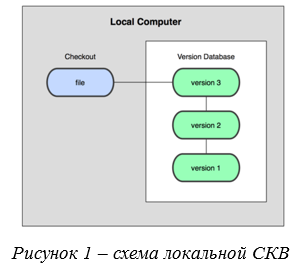 Local Computer
Checkout
Version Database
file
version 3
version 2
version 1
Рисунок 1 – схема локальной СКВ